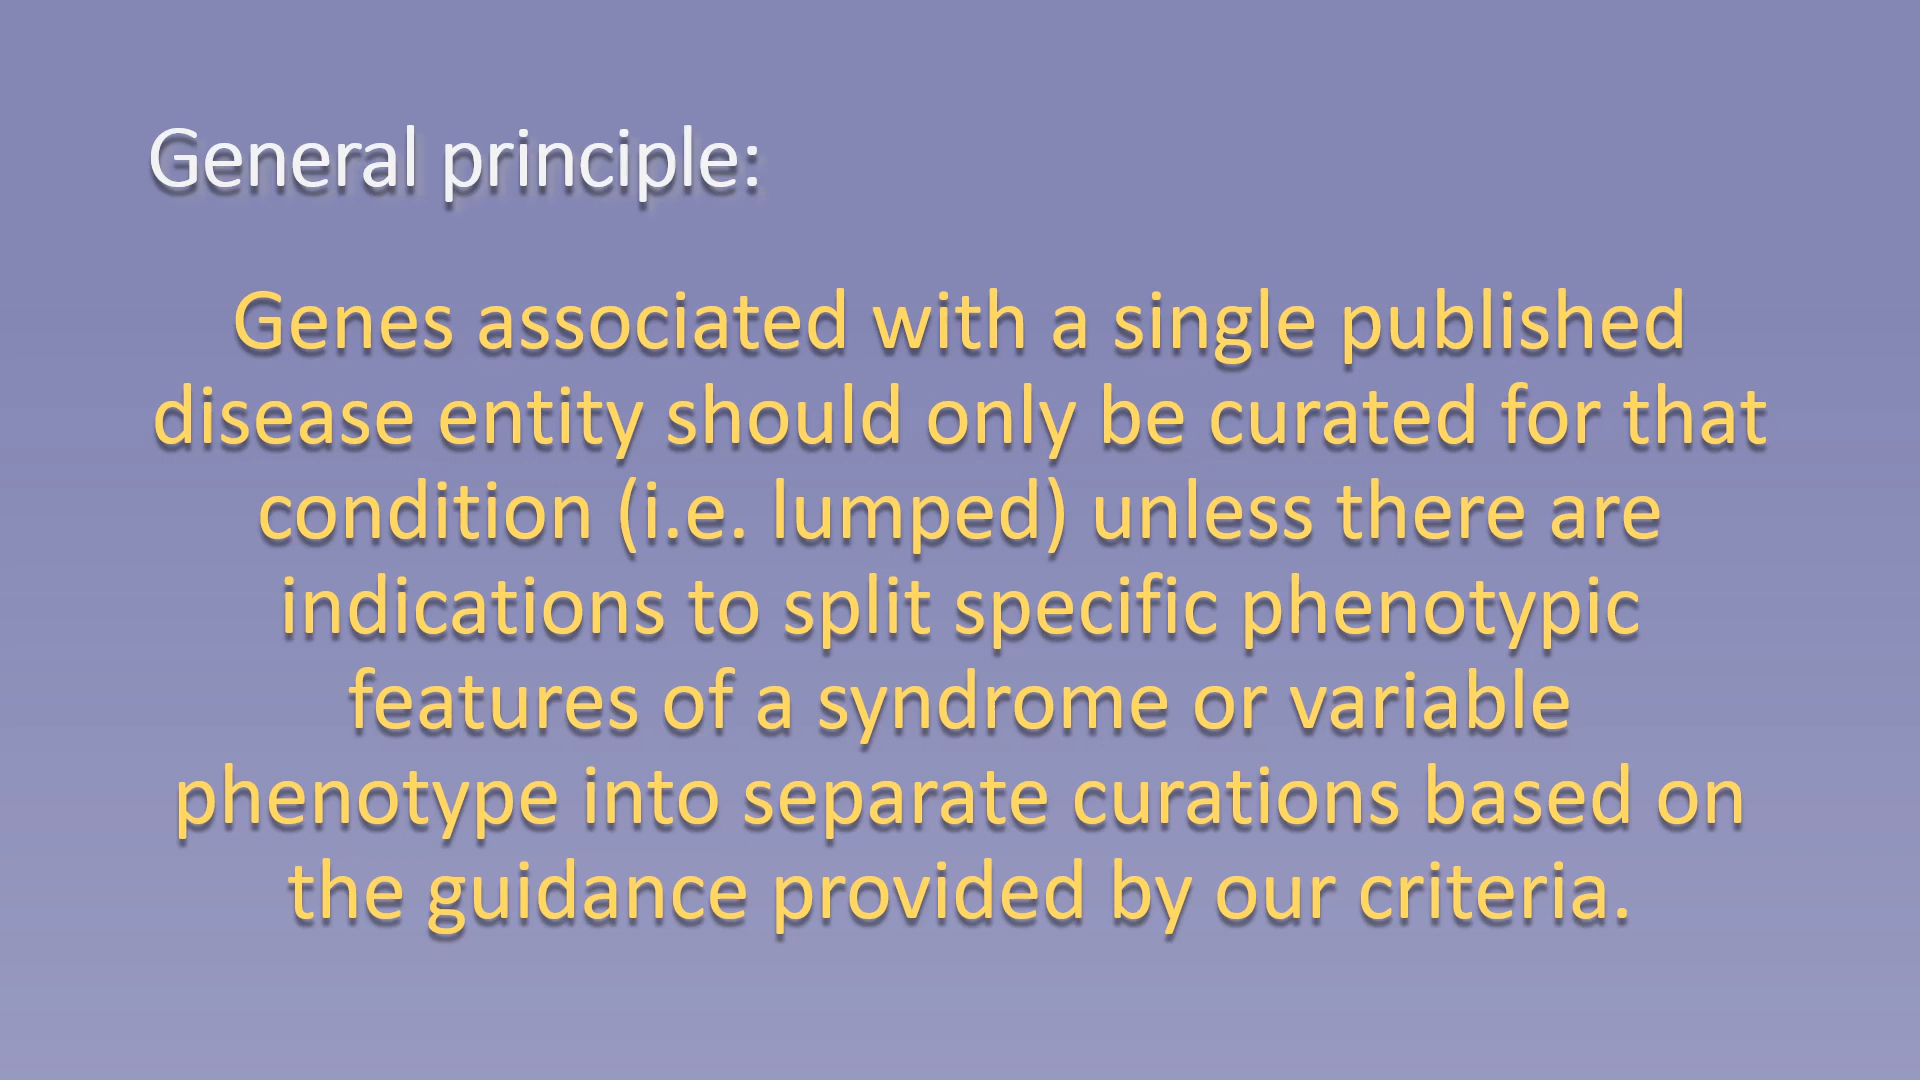 General principle:
Genes associated with a single published
disease entity should only be curated for that
condition (i.e. lumped) unless there are
indications to split specific phenotypic
features of a syndrome or variable
phenotype into separate curations based on
the guidance provided by our criteria.